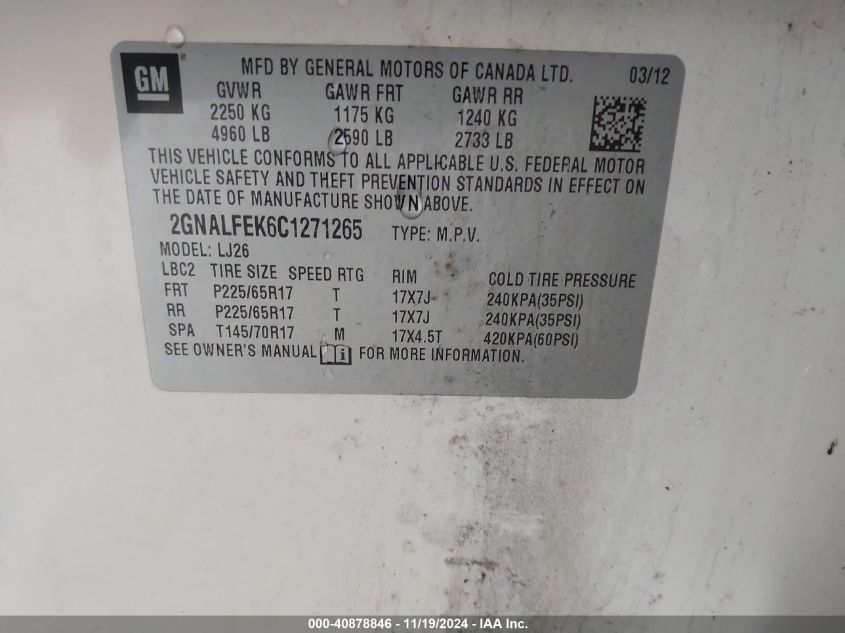 GM
MFD BY GENERAL MOTORS OF CANADA LTD. 03/12
GVWR GAWR FRT GAWR RR
2250 KG 1175 KG 1240 KG
4960 LB 2590 LB 2733 LB
THIS VEHICLE CONFORMS TO ALL APPLICABLE U.S. FEDERAL MOTOR
VEHICLE SAFETY AND THEFT PREVENTION STANDARDS IN EFFECT ON
THE DATE OF MANUFACTURE SHOWN ABOVE.
2GNALFEK6C1271265 TYPE: M.P.V.
MODEL: LJ26
LBC2 TIRE SIZE SPEED RTG RIM COLD TIRE PRESSURE
FRT P225/65R17 T 17X7J 240KPA(35PSI)
RR P225/65R17 T 17X7J 240KPA(35PSI)
SPA T145/70R17 M 17X4.5T 420KPA(60PSI)
SEE OWNER'S MANUAL FOR MORE INFORMATION.
000-40878846 - 11/19/2024 - IAA Inc.